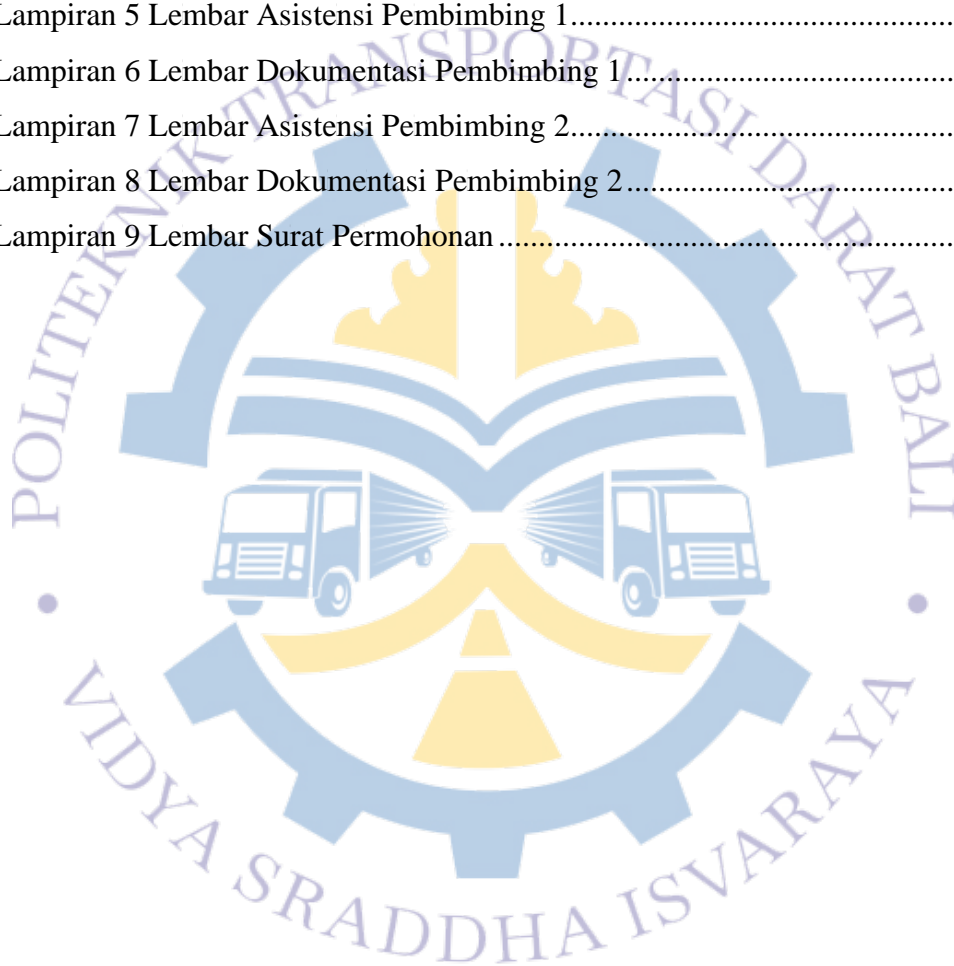 Lampiran 5 Lembar Asistensi Pembimbing 1
Lampiran 6 Lembar Dokumentasi Pembimbing 1
Lampiran 7 Lembar Asistensi Pembimbing 2
Lampiran 8 Lembar Dokumentasi Pembimbing 2
Lampiran 9 Lembar Surat Permohonan
POLITEKNIK TRANSPORTASI DARAT BALI
VIDYA SRADDHA ISVARAYA